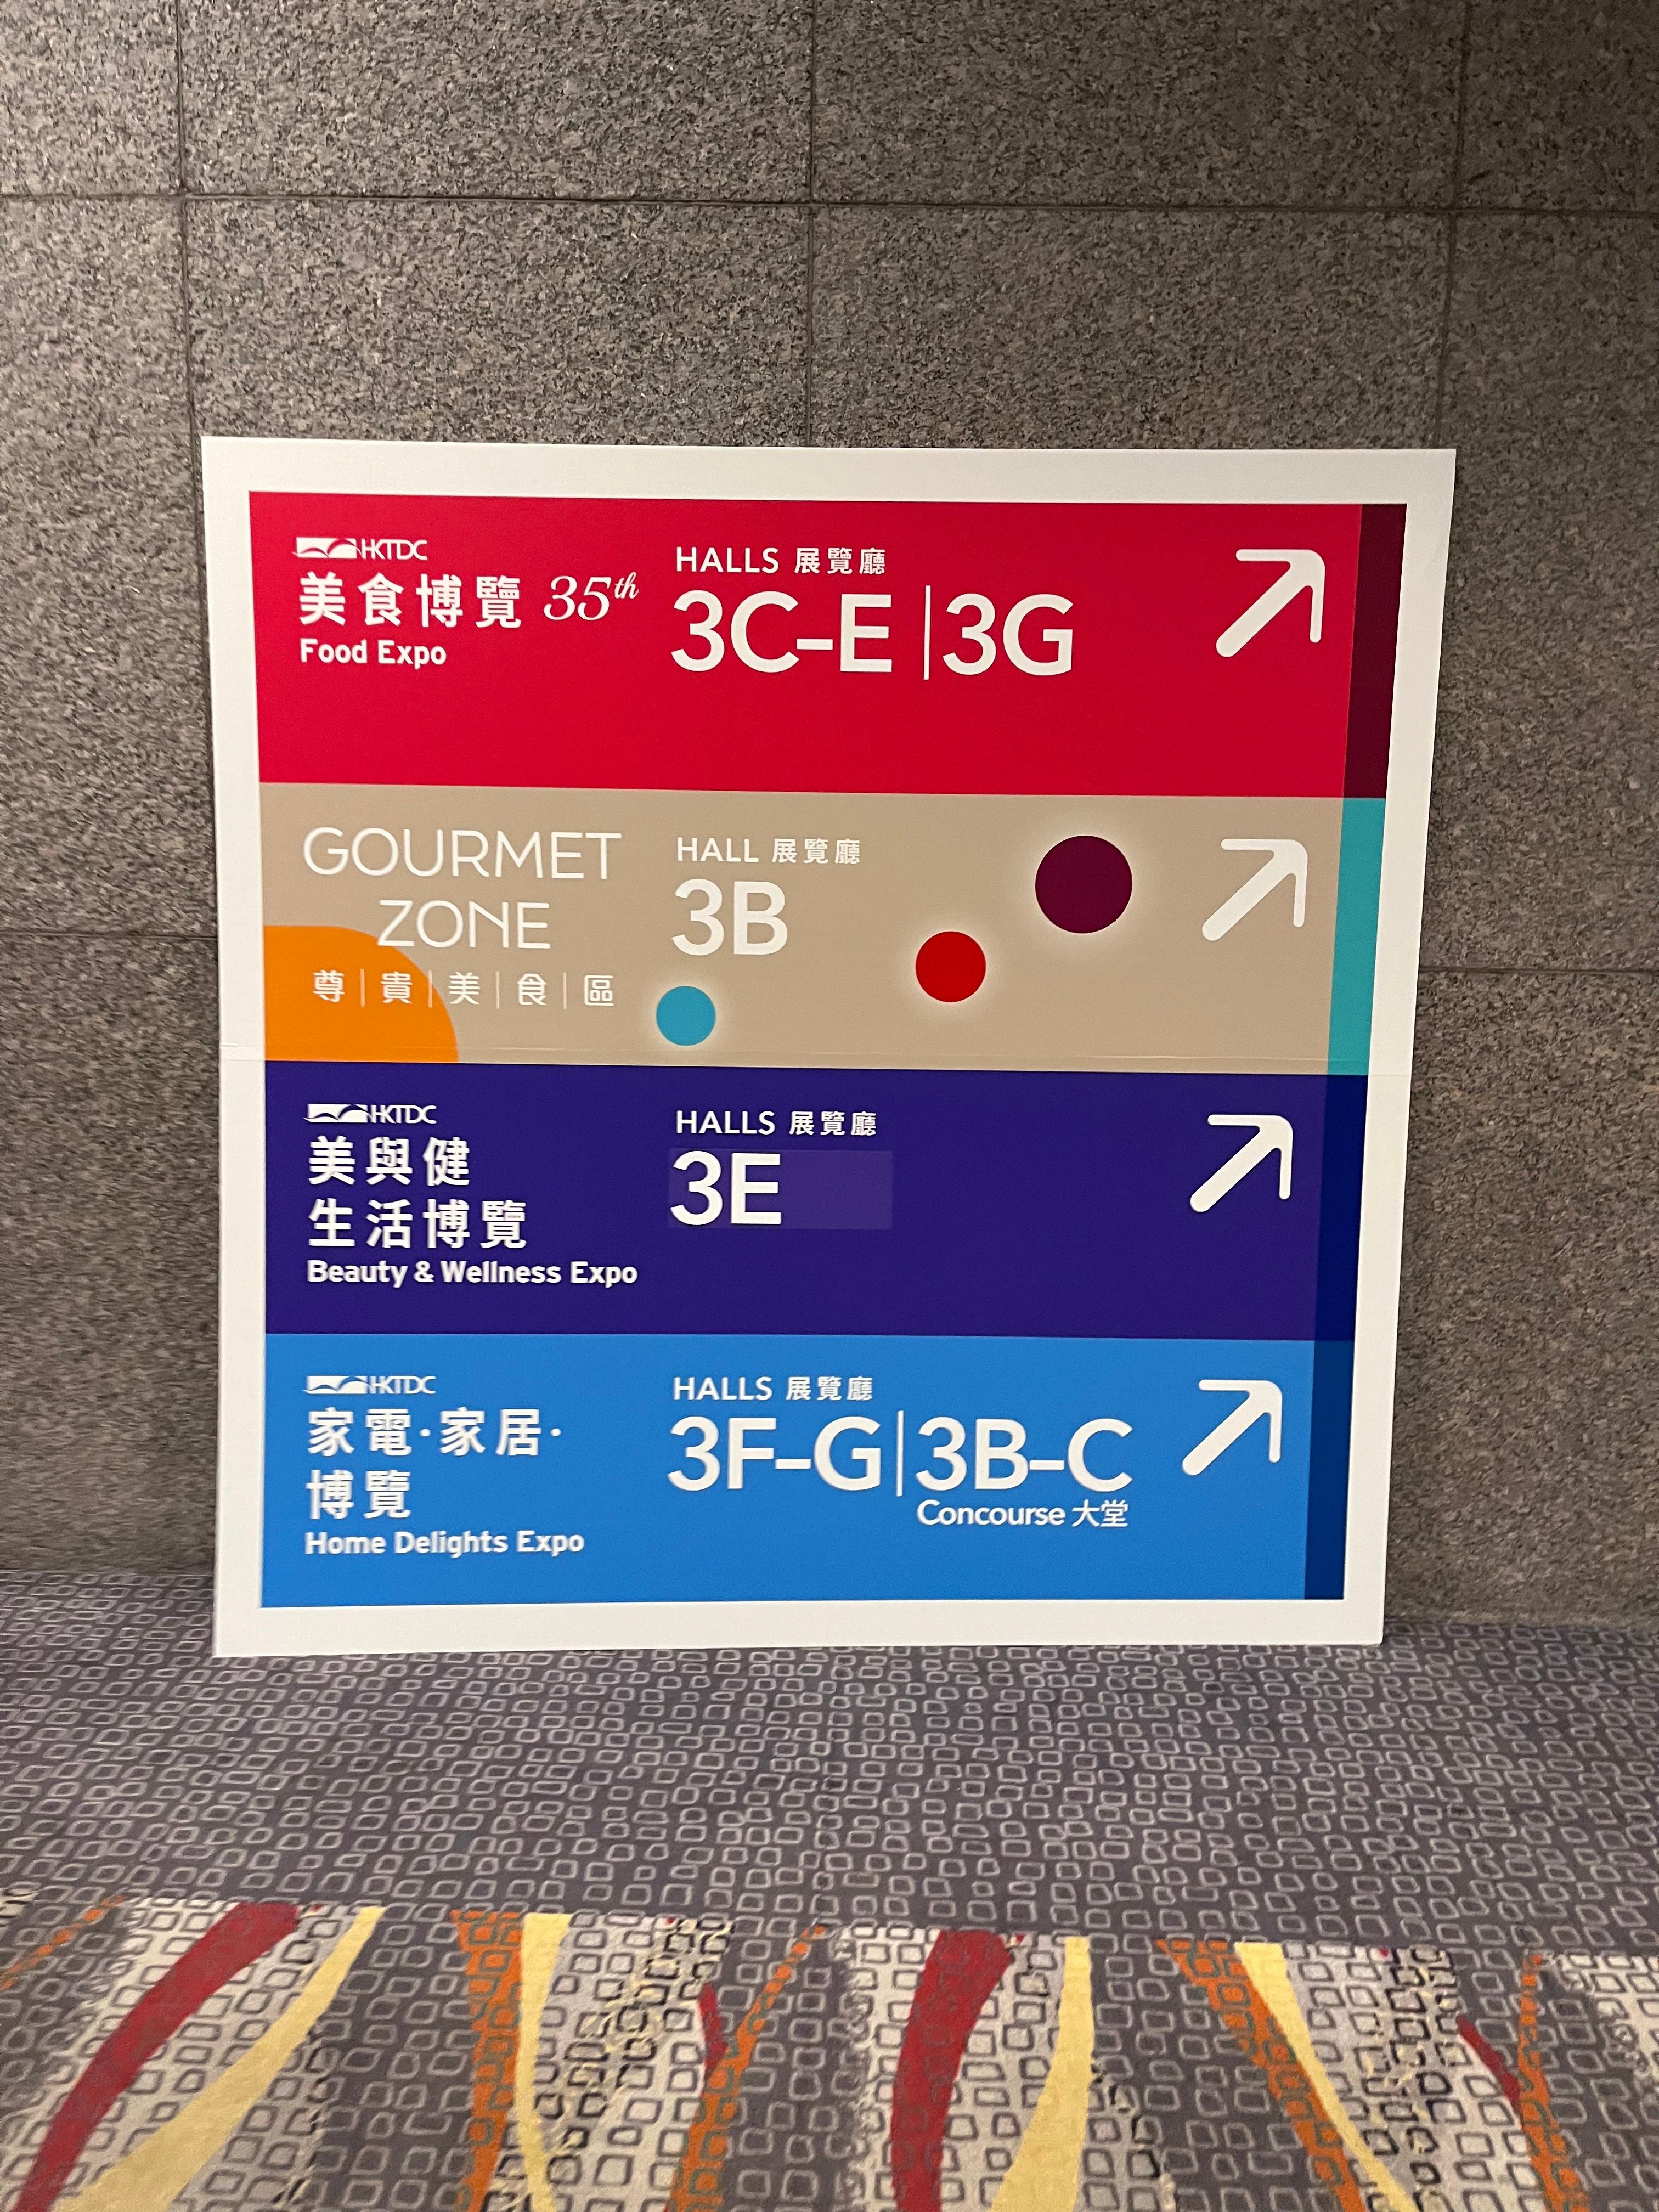 HKTDC
美食博覽 35th
Food Expo
HALLS 展覽廳
3C-E | 3G
GOURMET
ZONE
尊|貴|美|食|區
HALL 展覽廳
3B
HKTDC
美與健
生活博覽
Beauty & Wellness Expo
HALLS 展覽廳
3E
HKTDC
家電·家居·
博覽
Home Delights Expo
HALLS 展覽廳
3F-G | 3B-C
Concourse 大堂